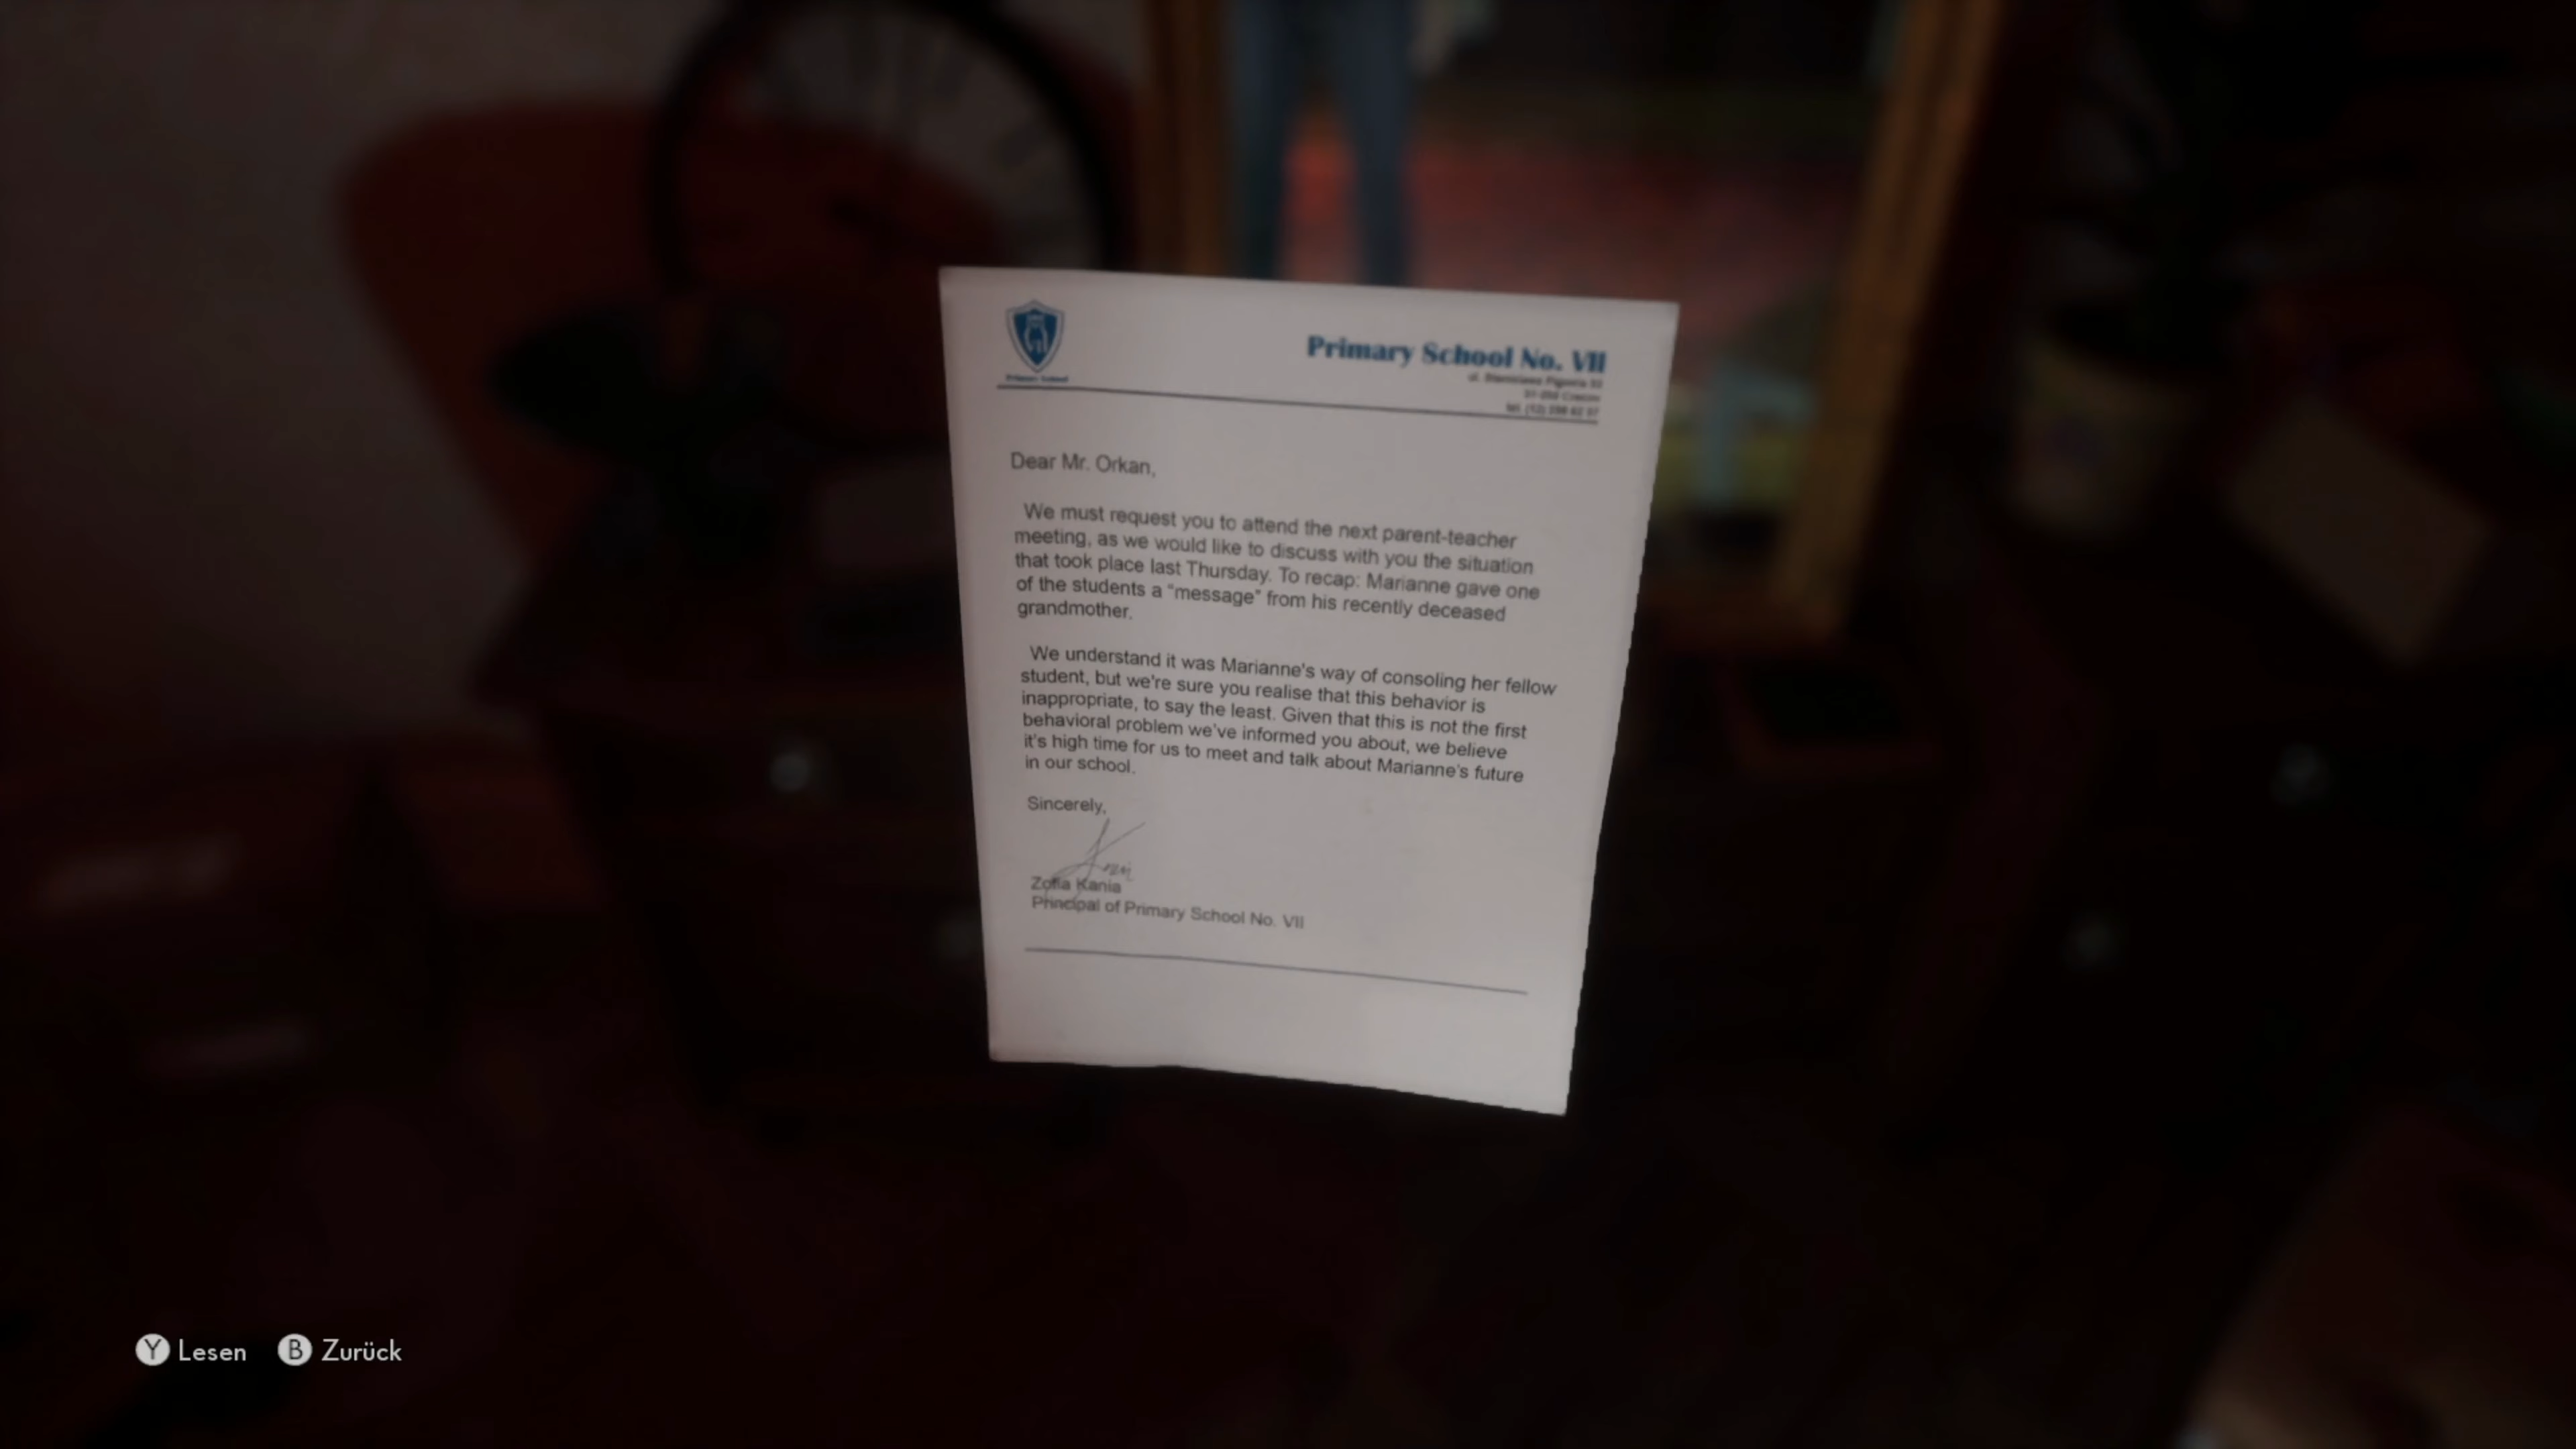 Primary School
Primary School No. VII
Dear Mr. Orkan,
We must request you to attend the next parent-teacher
meeting, as we would like to discuss with you the situation
that took place last Thursday. To recap: Marianne gave one
of the students a “message” from his recently deceased
grandmother.
We understand it was Marianne's way of consoling her fellow
student, but we're sure you realise that this behavior is
inappropriate, to say the least. Given that this is not the first
behavioral problem we've informed you about, we believe
it's high time for us to meet and talk about Marianne's future
in our school.
Sincerely,
Zofia Kania
Principal of Primary School No. VII
Y Lesen B Zurück